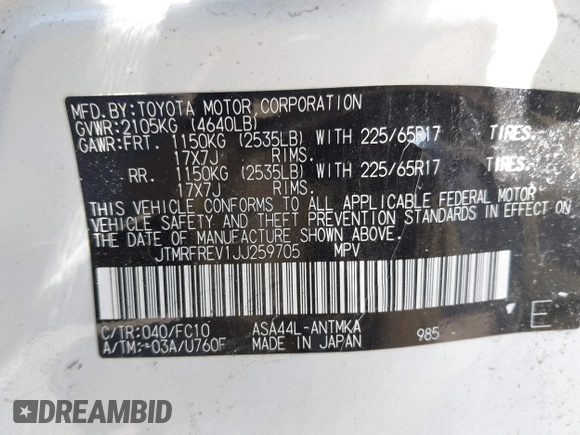 MFD.BY:TOYOTA MOTOR CORPORATION
GVWR:2105KG (4640LB)
GAWR:FRT. 1150KG (2535LB) WITH 225/65R17 TIRES.
17X7J RIMS.
RR. 1150KG (2535LB) WITH 225/65R17 TIRES.
17X7J RIMS.
THIS VEHICLE CONFORMS TO ALL APPLICABLE FEDERAL MOTOR
VEHICLE SAFETY AND THEFT PREVENTION STANDARDS IN EFFECT ON
THE DATE OF MANUFACTURE SHOWN ABOVE.
JTMRFREV1JJ259705 MPV
C/TR:040/FC10 ASA44L-ANTMKA
A/TM:-03A/U760F MADE IN JAPAN 985
E
DREAMBID